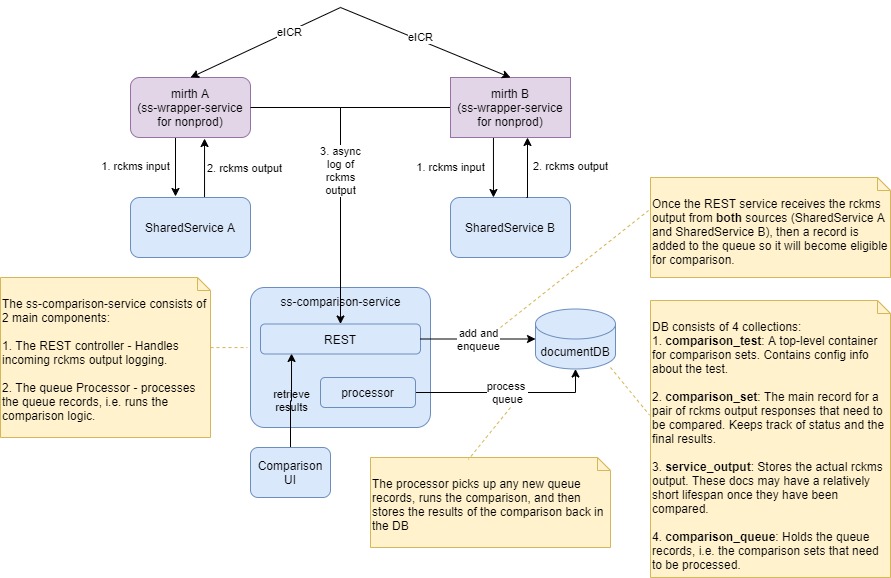 eICR
eICR
mirth A
(ss-wrapper-service
for nonprod)
mirth B
(ss-wrapper-service
for nonprod)
1. rckms input
2. rckms output
3. async
log of
rckms
output
1. rckms input
2. rckms output
SharedService A
SharedService B
Once the REST service receives the rckms
output from both sources (SharedService A
and SharedService B), then a record is
added to the queue so it will become eligible
for comparison.
The ss-comparison-service consists of
2 main components:
1. The REST controller - Handles
incoming rckms output logging.
2. The queue Processor - processes
the queue records, i.e. runs the
comparison logic.
ss-comparison-service
REST
processor
add and
enqueue
documentDB
process
queue
retrieve
results
Comparison
UI
DB consists of 4 collections:
1. comparison_test: A top-level container
for comparison sets. Contains config info
about the test.
2. comparison_set: The main record for a
pair of rckms output responses that need to
be compared. Keeps track of status and the
final results.
3. service_output: Stores the actual rckms
output. These docs may have a relatively
short lifespan once they have been
compared.
4. comparison_queue: Holds the queue
records, i.e. the comparison sets that need
to be processed.
The processor picks up any new queue
records, runs the comparison, and then
stores the results of the comparison back in
the DB